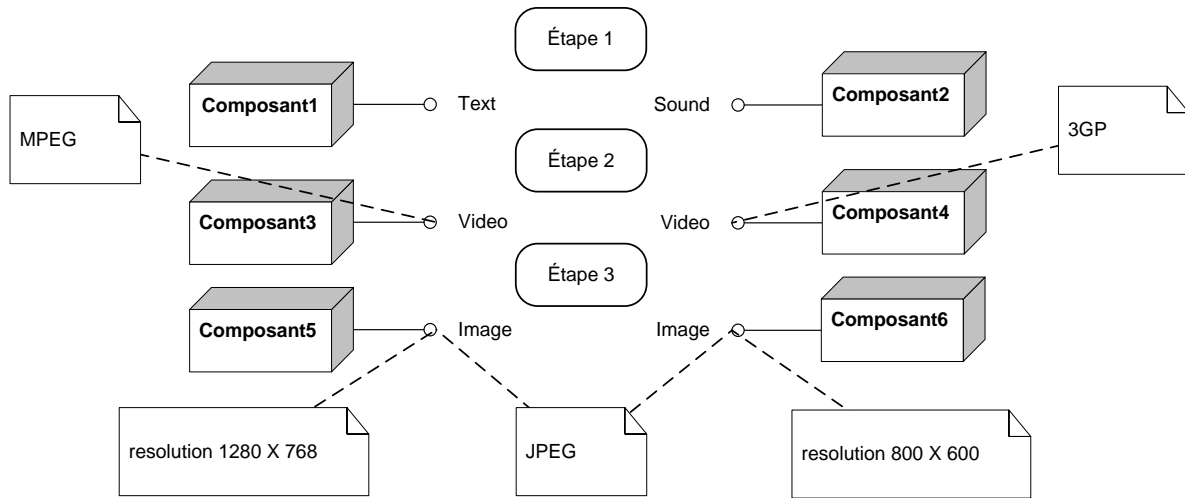 Étape 1
Composant1
Text
Sound
Composant2
MPEG
3GP
Étape 2
Composant3
Video
Video
Composant4
Étape 3
Composant5
Image
Image
Composant6
resolution 1280 X 768
JPEG
resolution 800 X 600